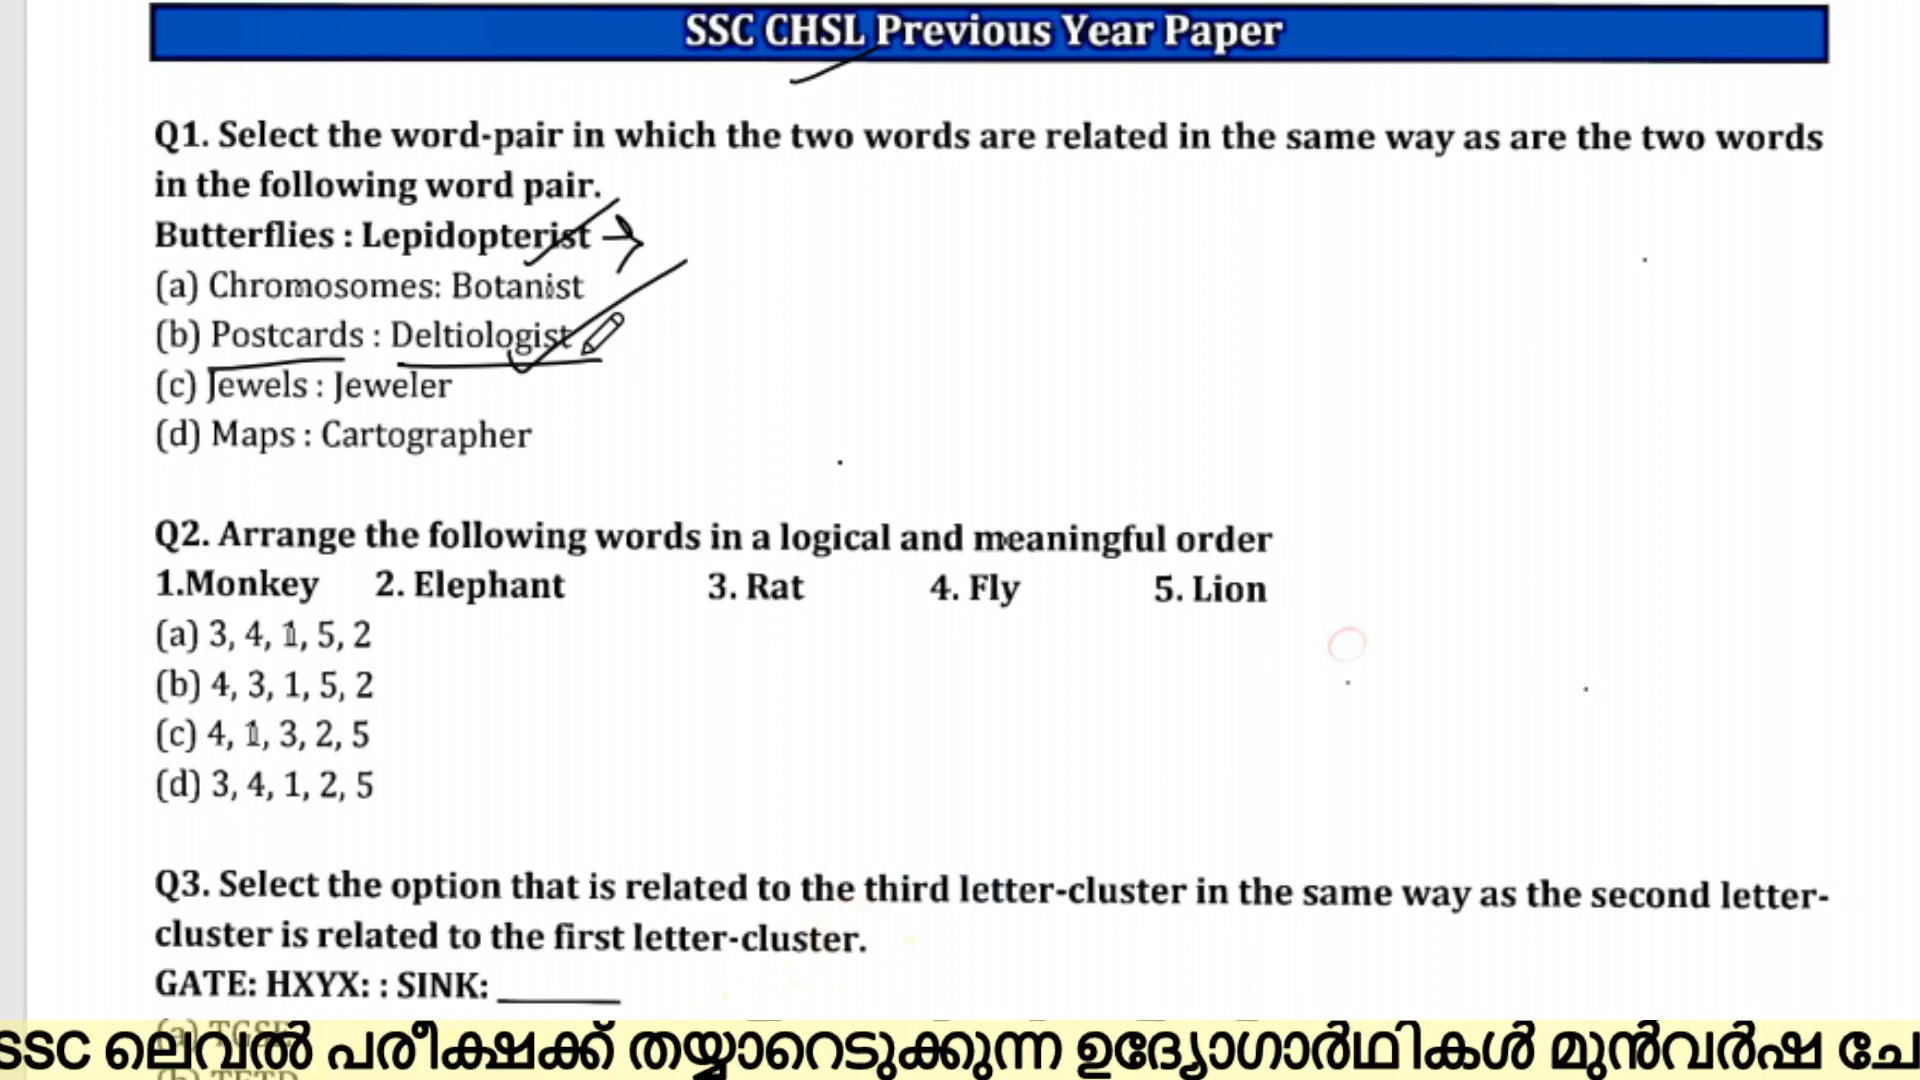 SSC CHSL Previous Year Paper
Q1. Select the word-pair in which the two words are related in the same way as are the two words
in the following word pair.
Butterflies : Lepidopterist
(a) Chromosomes: Botanist
(b) Postcards : Deltiologist
(c) Jewels : Jeweler
(d) Maps : Cartographer
Q2. Arrange the following words in a logical and meaningful order
1.Monkey 2. Elephant 3. Rat 4. Fly 5. Lion
(a) 3, 4, 1, 5, 2
(b) 4, 3, 1, 5, 2
(c) 4, 1, 3, 2, 5
(d) 3, 4, 1, 2, 5
Q3. Select the option that is related to the third letter-cluster in the same way as the second letter-
cluster is related to the first letter-cluster.
GATE: HXYX: : SINK: ______
SSC ലെവൽ പരീക്ഷക്ക് തയ്യാറെടുക്കുന്ന ഉദ്യോഗാർഥികൾ മുൻവർഷ ചോ